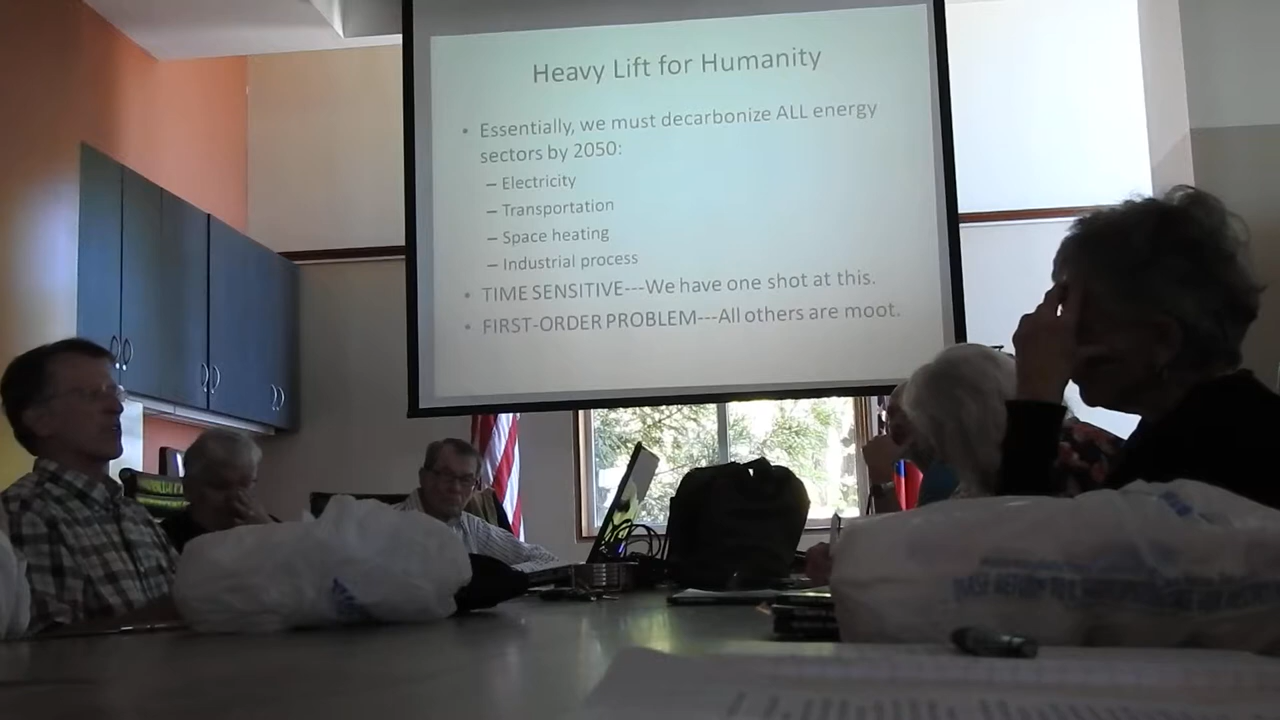 Heavy Lift for Humanity
• Essentially, we must decarbonize ALL energy
sectors by 2050:
– Electricity
– Transportation
– Space heating
– Industrial process
• TIME SENSITIVE---We have one shot at this.
• FIRST-ORDER PROBLEM---All others are moot.